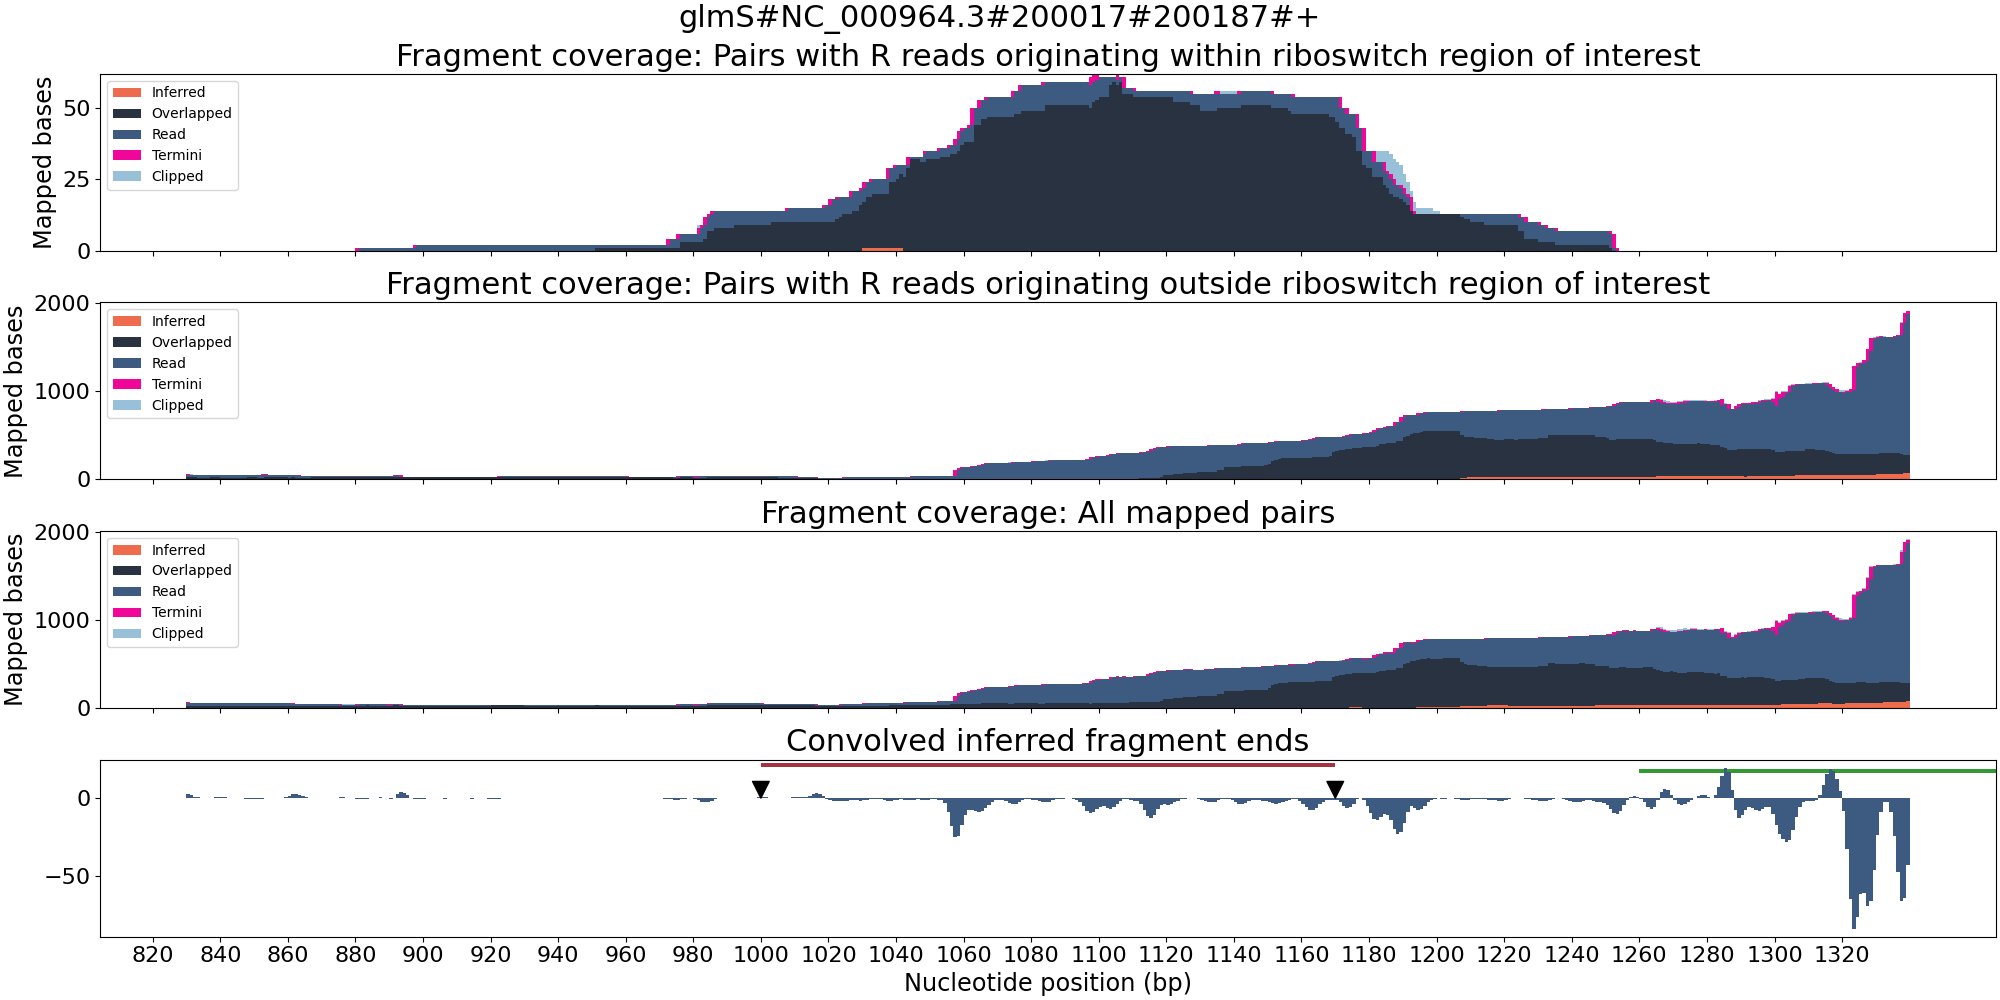 glmS#NC_000964.3#200017#200187#+
Fragment coverage: Pairs with R reads originating within riboswitch region of interest
Mapped bases
50
25
0
Inferred
Overlapped
Read
Termini
Clipped
Fragment coverage: Pairs with R reads originating outside riboswitch region of interest
Mapped bases
2000
1000
0
Inferred
Overlapped
Read
Termini
Clipped
Fragment coverage: All mapped pairs
Mapped bases
2000
1000
0
Inferred
Overlapped
Read
Termini
Clipped
Convolved inferred fragment ends
0
−50
820 840 860 880 900 920 940 960 980 1000 1020 1040 1060 1080 1100 1120 1140 1160 1180 1200 1220 1240 1260 1280 1300 1320
Nucleotide position (bp)